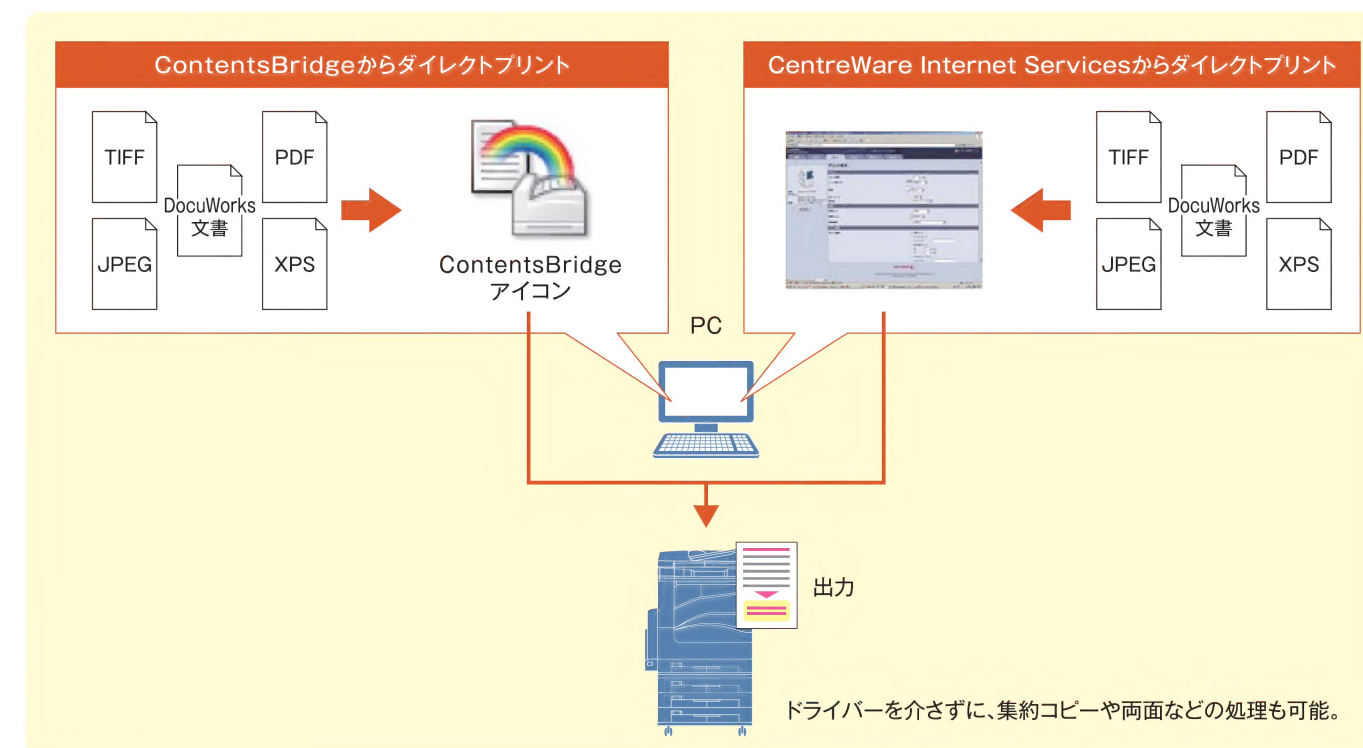 ContentsBridgeからダイレクトプリント
TIFF
PDF
DocuWorks
文書
JPEG
XPS
ContentsBridge
アイコン
CentreWare Internet Servicesからダイレクトプリント
TIFF
PDF
DocuWorks
文書
JPEG
XPS
PC
出力
ドライバーを介さずに、集約コピーや両面などの処理も可能。